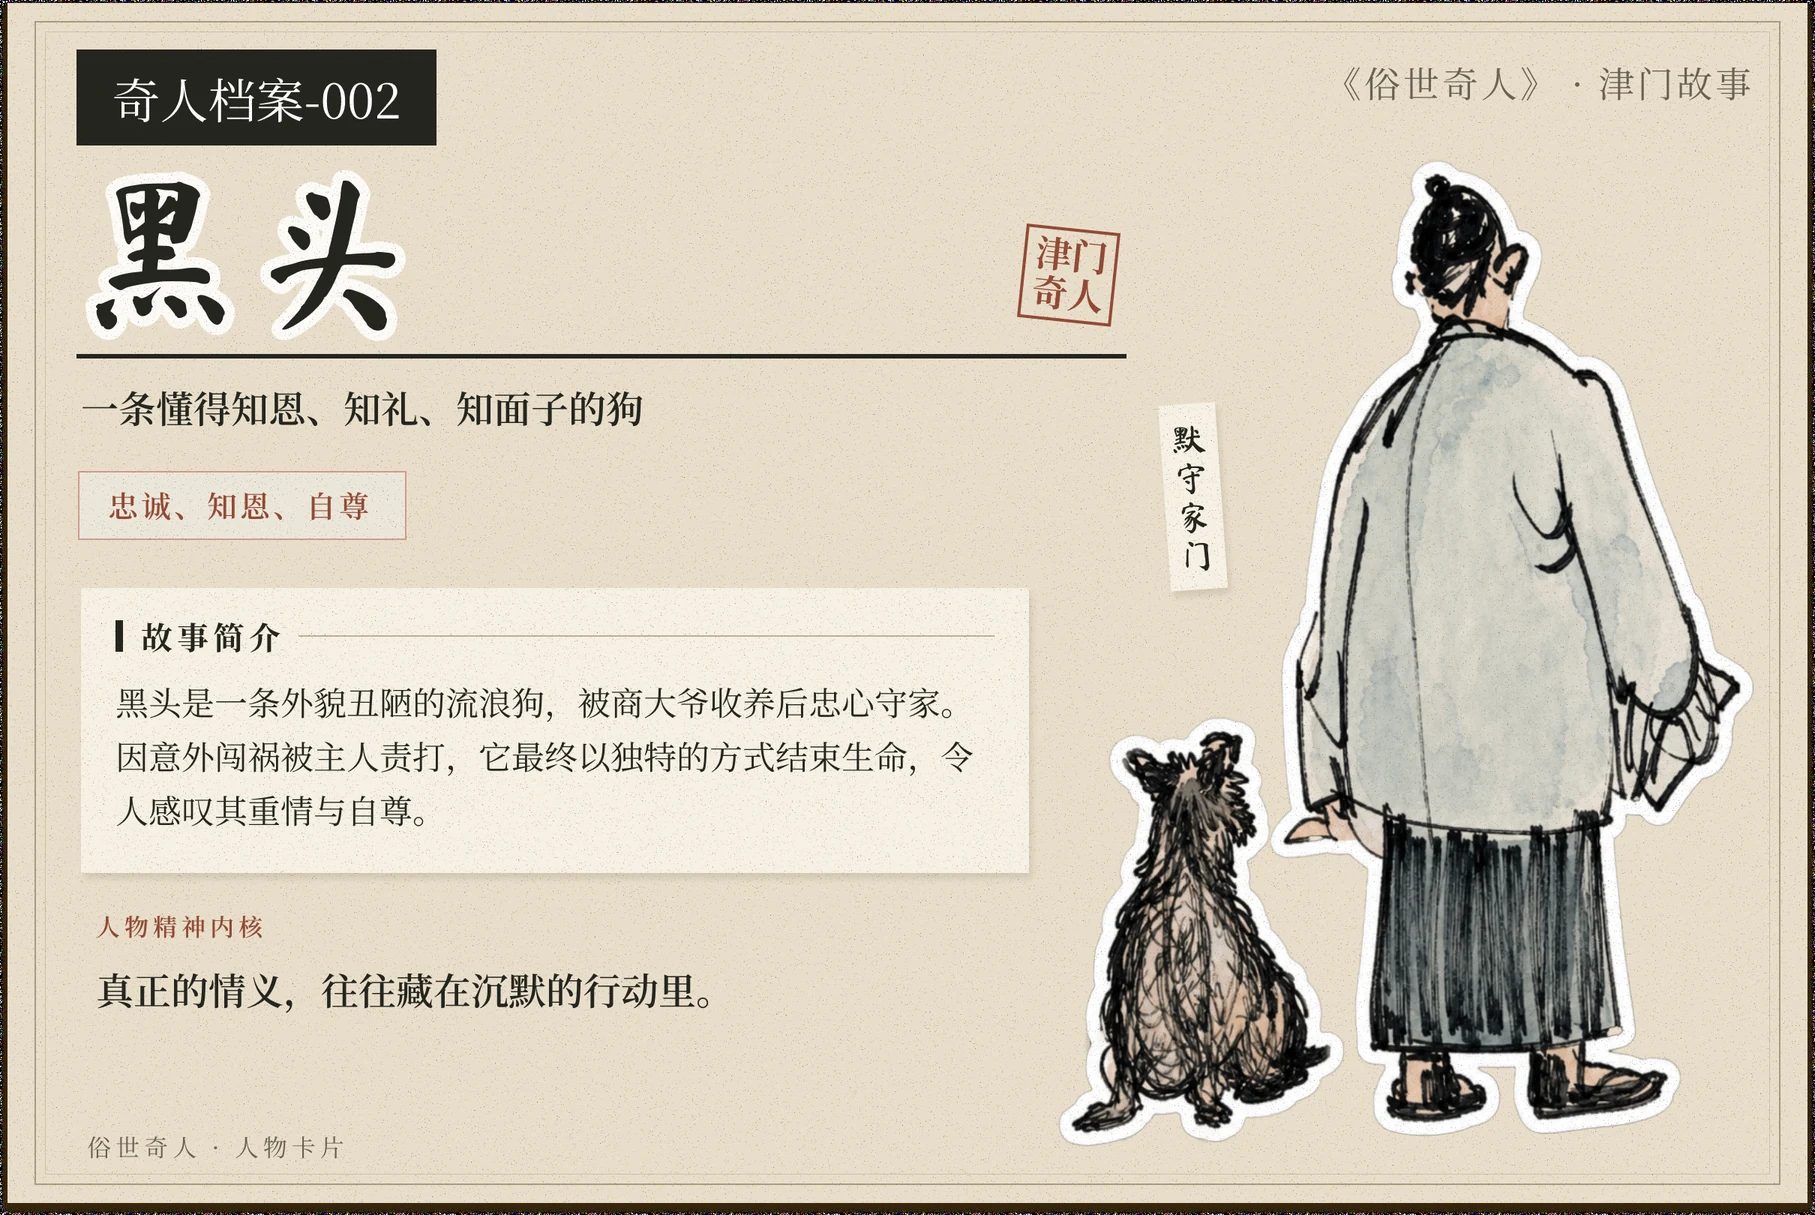 奇人档案-002
《俗世奇人》 · 津门故事
黑头
津门
奇人
一条懂得知恩、知礼、知面子的狗
忠诚、知恩、自尊
默守家门
故事简介
黑头是一条外貌丑陋的流浪狗，被商大爷收养后忠心守家。
因意外闯祸被主人责打，它最终以独特的方式结束生命，令
人感叹其重情与自尊。
人物精神内核
真正的情义，往往藏在沉默的行动里。
俗世奇人 · 人物卡片